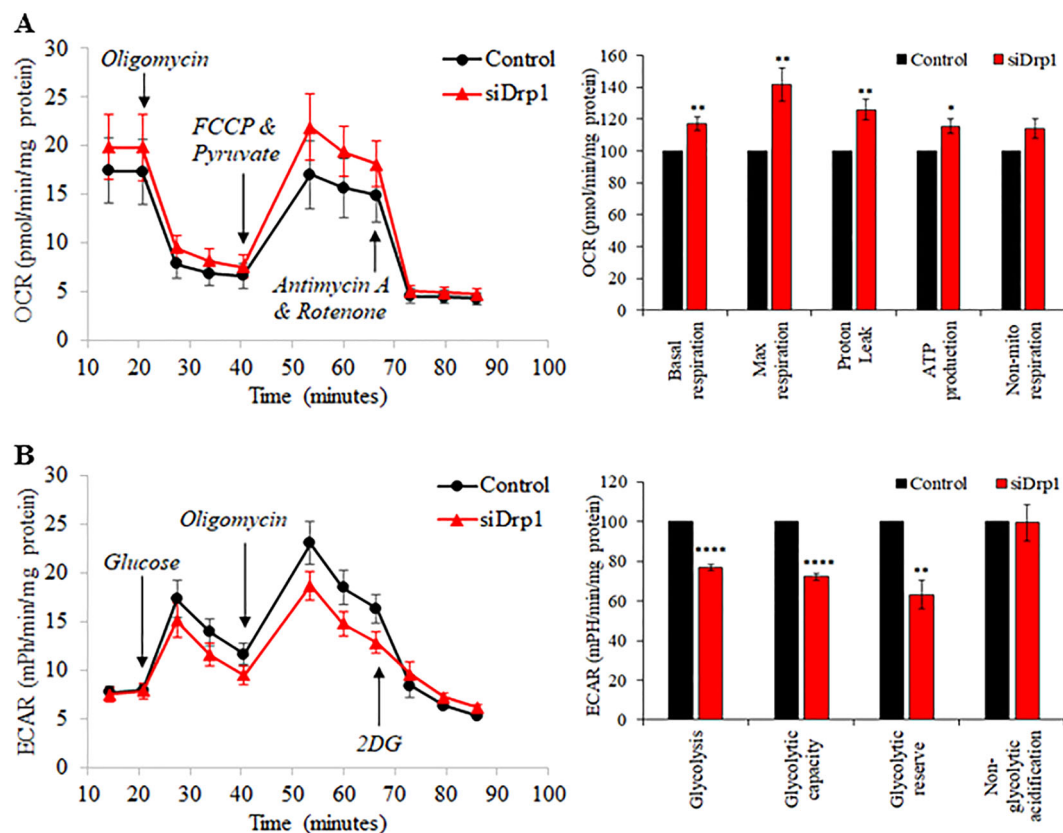 A
OCR (pmol/min/mg protein)
30
25
20
15
10
5
0
Oligomycin
FCCP &
Pyruvate
Antimycin A
& Rotenone
Control
siDrp1
10 20 30 40 50 60 70 80 90 100
Time (minutes)
OCR (pmol/min/mg protein)
160
140
120
100
80
60
40
20
0
Control siDrp1
** ** ** *
Basal
respiration
Max
respiration
Proton
Leak
ATP
production
Non-mito
respiration
B
ECAR (mPh/min/mg protein)
30
25
20
15
10
5
0
Glucose
Oligomycin
2DG
Control
siDrp1
10 20 30 40 50 60 70 80 90 100
Time (minutes)
ECAR (mPH/min/mg protein)
120
100
80
60
40
20
0
Control siDrp1
**** **** **
Glycolysis
Glycolytic
capacity
Glycolytic
reserve
Non-
glycolytic
acidification